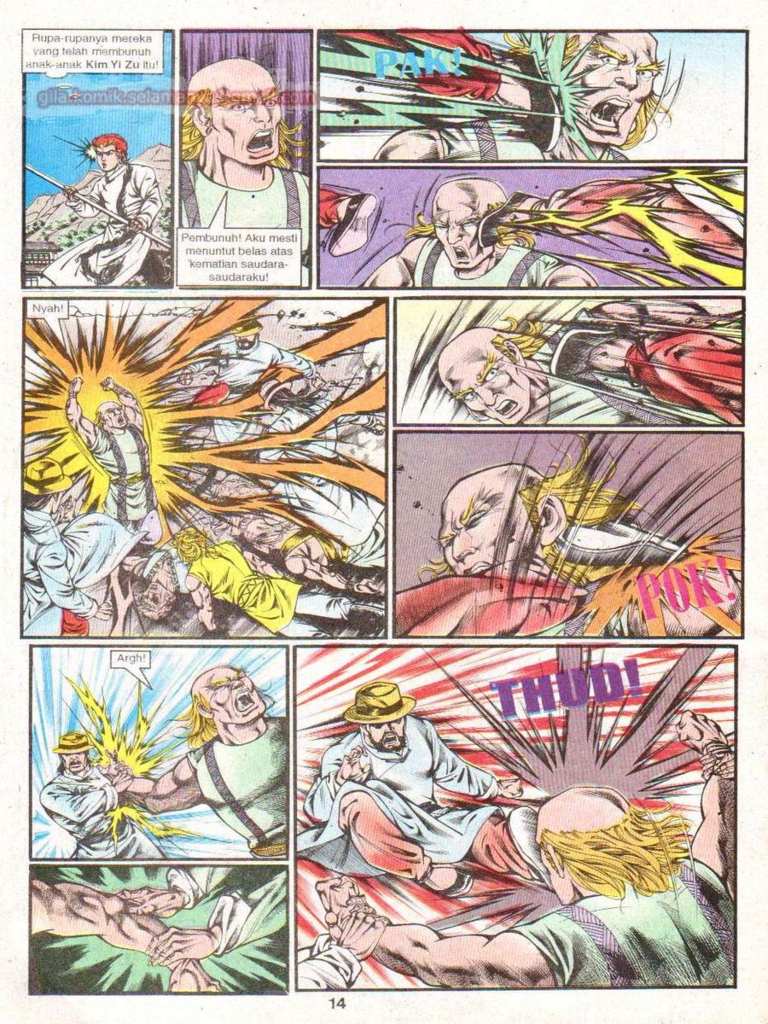 Rupa-rupanya mereka
yang telah membunuh
anak-anak Kim Yi Zu itu!
Pembunuh! Aku mesti
menuntut belas atas
kematian saudara-
saudaraku!
PAK!
Nyah!
POK!
Argh!
THUD!
14